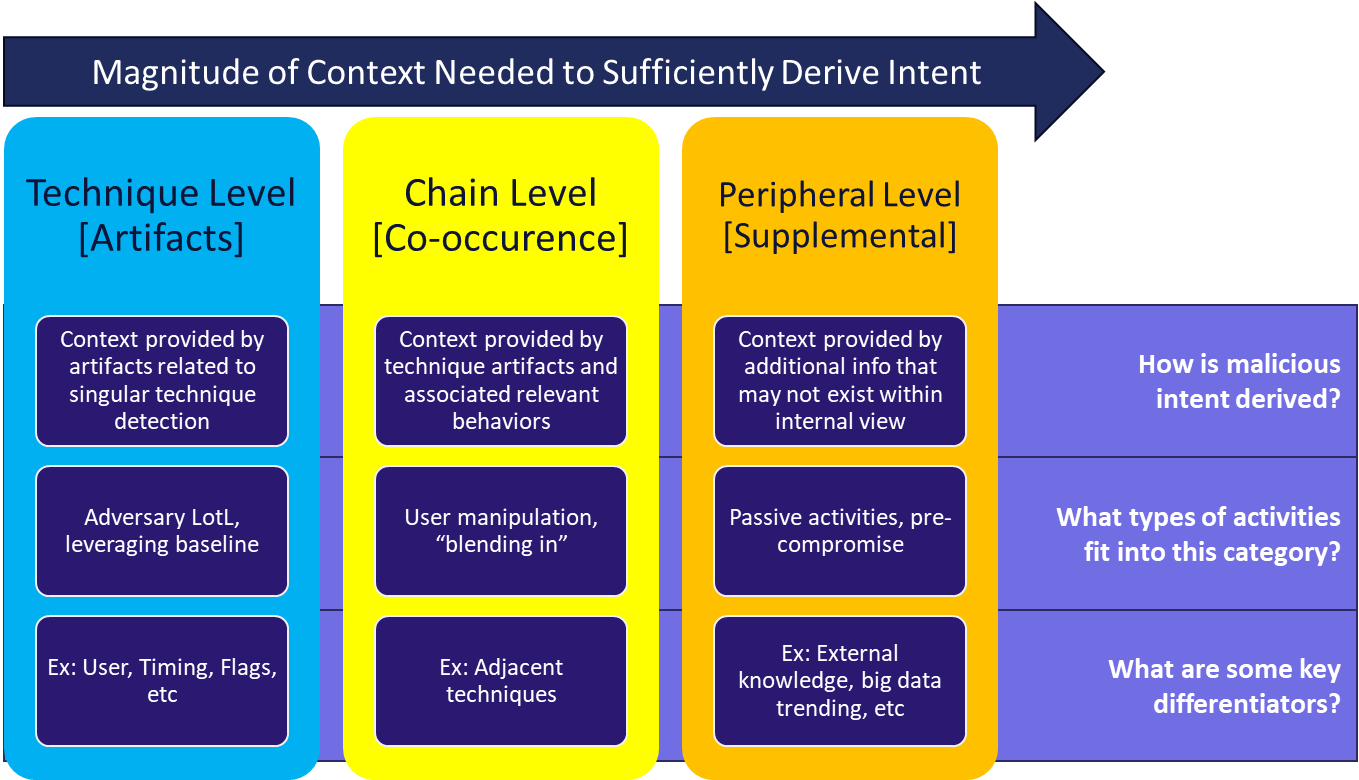 Magnitude of Context Needed to Sufficiently Derive Intent
Technique Level
[Artifacts]
Chain Level
[Co-occurence]
Peripheral Level
[Supplemental]
Context provided by
artifacts related to
singular technique
detection
Context provided by
technique artifacts and
associated relevant
behaviors
Context provided by
additional info that
may not exist within
internal view
How is malicious
intent derived?
Adversary LotL,
leveraging baseline
User manipulation,
“blending in”
Passive activities, pre-
compromise
What types of activities
fit into this category?
Ex: User, Timing, Flags,
etc
Ex: Adjacent
techniques
Ex: External
knowledge, big data
trending, etc
What are some key
differentiators?